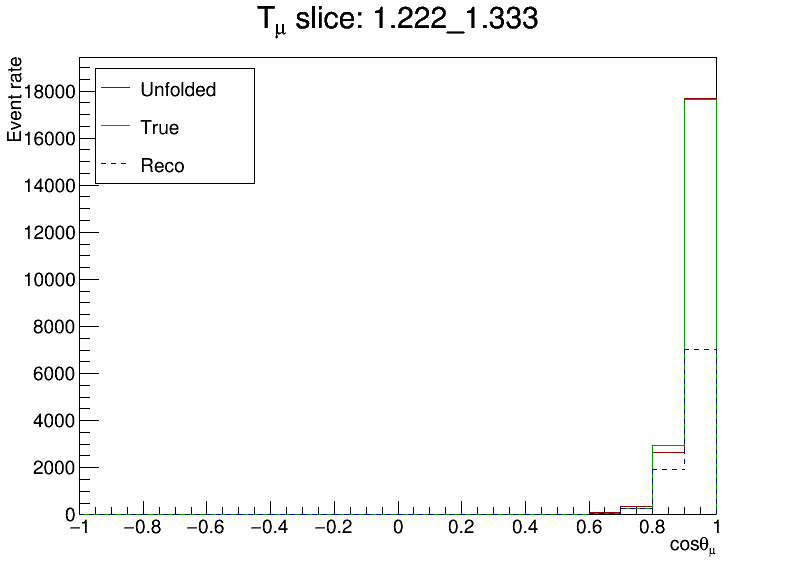 Tμ slice: 1.222_1.333
Event rate
Unfolded
True
Reco
18000
16000
14000
12000
10000
8000
6000
4000
2000
0
−1 −0.8 −0.6 −0.4 −0.2 0 0.2 0.4 0.6 0.8 1
cosθμ